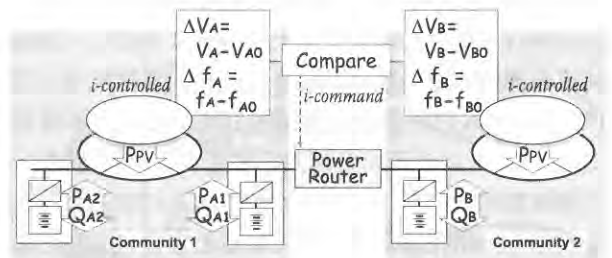 ΔVA=
VA-VA0
Δ fA =
fA-fA0
Compare
ΔVB=
VB-VB0
Δ fB =
fB-fB0
i-controlled
i-command
i-controlled
PPV
Power
Router
PPV
PA2
QA2
PA1
QA1
PB
QB
Community 1
Community 2